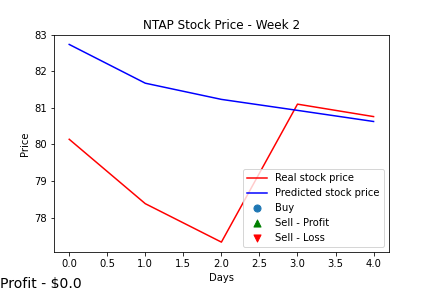 NTAP Stock Price - Week 2
83
82
81
80
79
78
Price
Real stock price
Predicted stock price
Buy
Sell - Profit
Sell - Loss
0.0 0.5 1.0 1.5 2.0 2.5 3.0 3.5 4.0
Days
Profit - $0.0